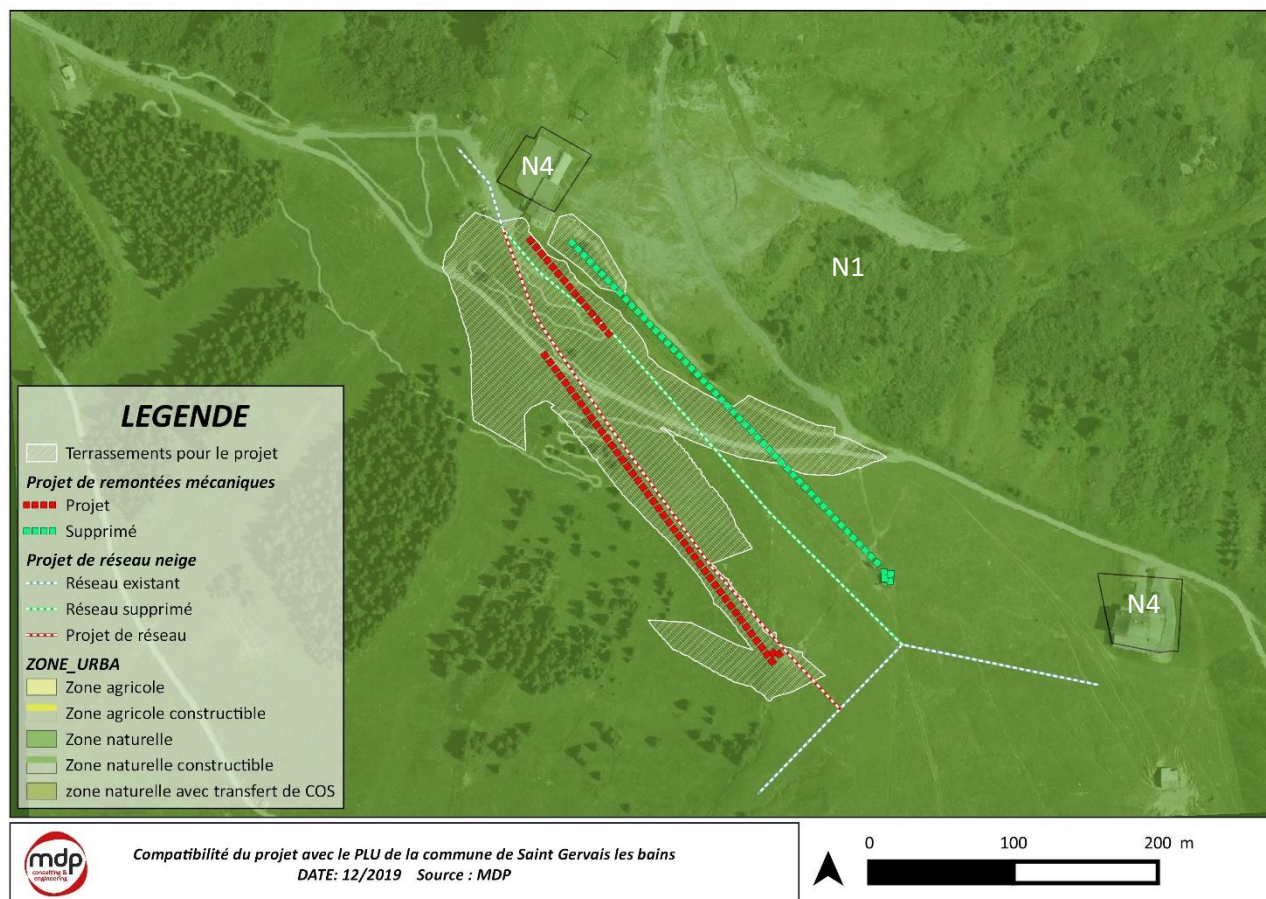 N4
N1
N4
LEGENDE
Terrassements pour le projet
Projet de remontées mécaniques
Projet
Supprimé
Projet de réseau neige
Réseau existant
Réseau supprimé
Projet de réseau
ZONE_URBA
Zone agricole
Zone agricole constructible
Zone naturelle
Zone naturelle constructible
zone naturelle avec transfert de COS
mdp
consulting &
engineering
Compatibilité du projet avec le PLU de la commune de Saint Gervais les bains
DATE: 12/2019 Source : MDP
0 100 200 m